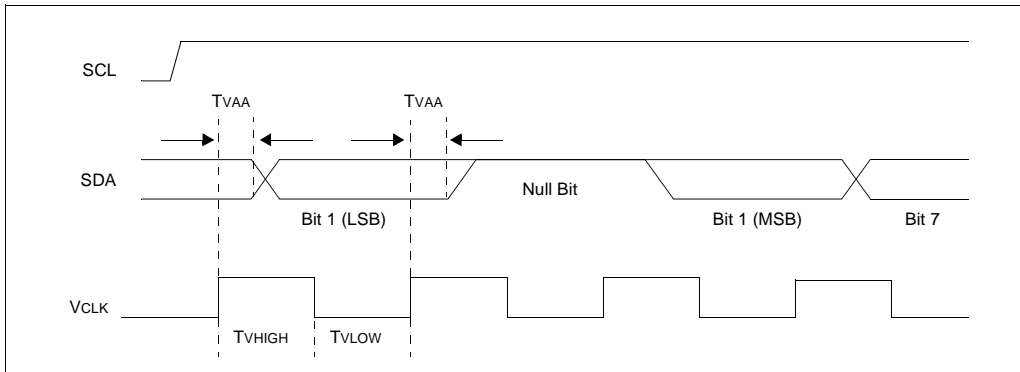 SCL
TVAA TVAA
SDA
Null Bit
Bit 1 (LSB) Bit 1 (MSB) Bit 7
VCLK
TVHIGH TVLOW